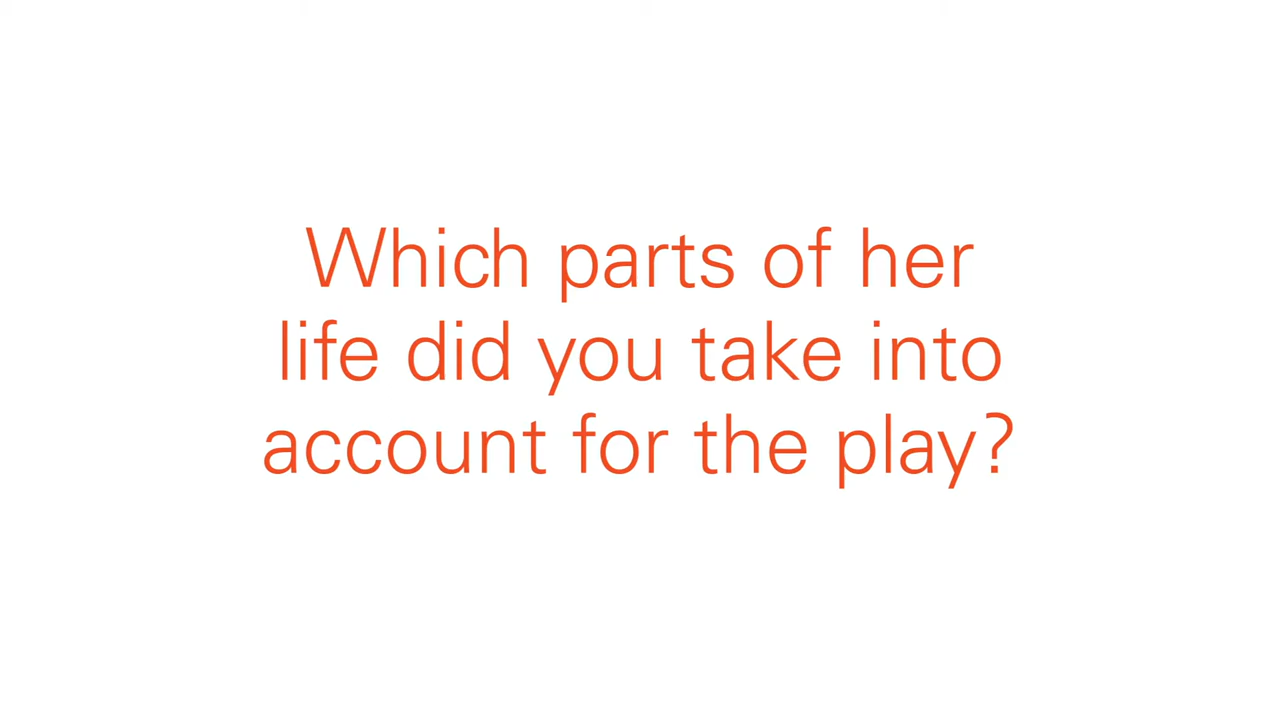 Which parts of her
life did you take into
account for the play?